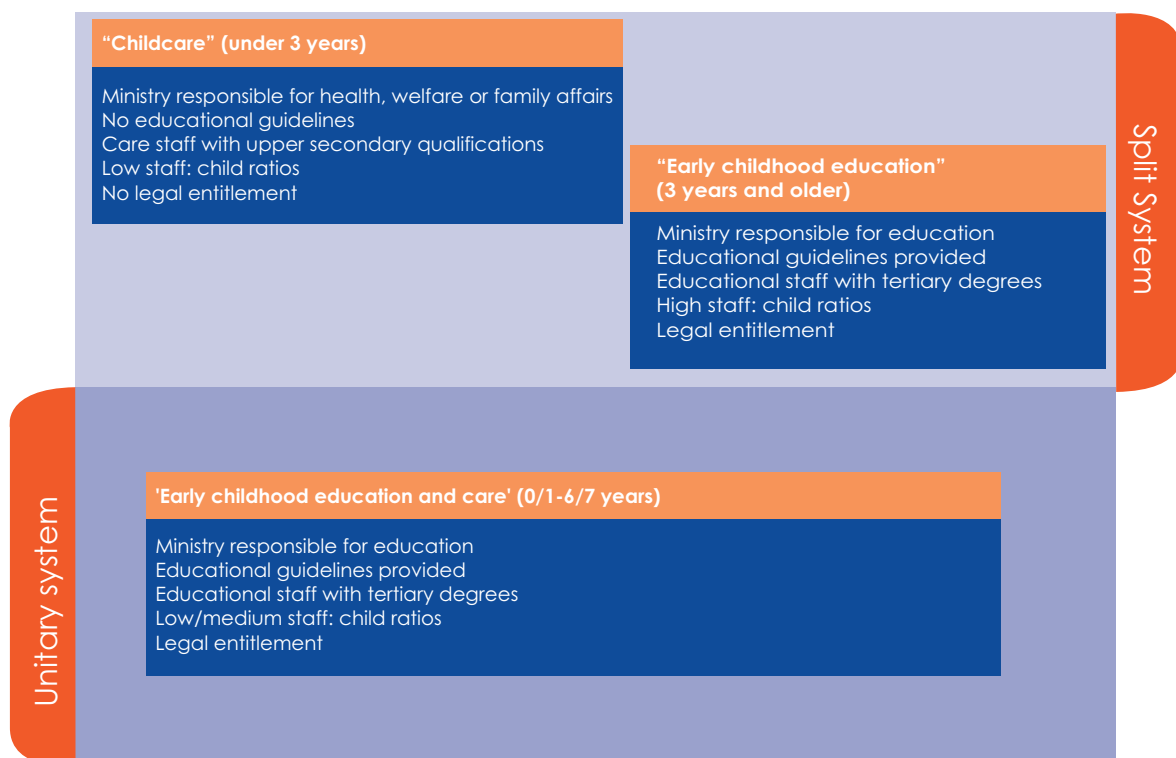 “Childcare” (under 3 years)
Ministry responsible for health, welfare or family affairs
No educational guidelines
Care staff with upper secondary qualifications
Low staff: child ratios
No legal entitlement
“Early childhood education”
(3 years and older)
Ministry responsible for education
Educational guidelines provided
Educational staff with tertiary degrees
High staff: child ratios
Legal entitlement
Split System
'Early childhood education and care' (0/1-6/7 years)
Ministry responsible for education
Educational guidelines provided
Educational staff with tertiary degrees
Low/medium staff: child ratios
Legal entitlement
Unitary system